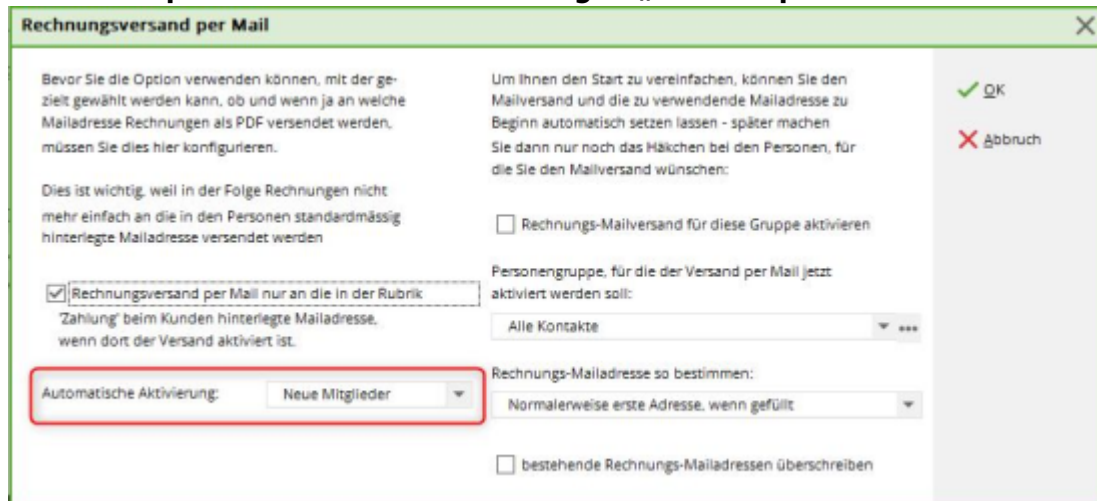 Rechnungsversand per Mail
Bevor Sie die Option verwenden können, mit der ge-
zielt gewählt werden kann, ob und wenn ja an welche
Mailadresse Rechnungen als PDF versendet werden,
müssen Sie dies hier konfigurieren.
Dies ist wichtig, weil in der Folge Rechnungen nicht
mehr einfach an die in den Personen standardmässig
hinterlegte Mailadresse versendet werden
Rechnungsversand per Mail nur an die in der Rubrik
'Zahlung' beim Kunden hinterlegte Mailadresse,
wenn dort der Versand aktiviert ist.
Automatische Aktivierung:
Neue Mitglieder
Um Ihnen den Start zu vereinfachen, können Sie den
Mailversand und die zu verwendende Mailadresse zu
Beginn automatisch setzen lassen - später machen
Sie dann nur noch das Häkchen bei den Personen, für
die Sie den Mailversand wünschen:
Rechnungs-Mailversand für diese Gruppe aktivieren
Personengruppe, für die der Versand per Mail jetzt
aktiviert werden soll:
Alle Kontakte
Rechnungs-Mailadresse so bestimmen:
Normalerweise erste Adresse, wenn gefüllt
bestehende Rechnungs-Mailadressen überschreiben
OK
Abbruch